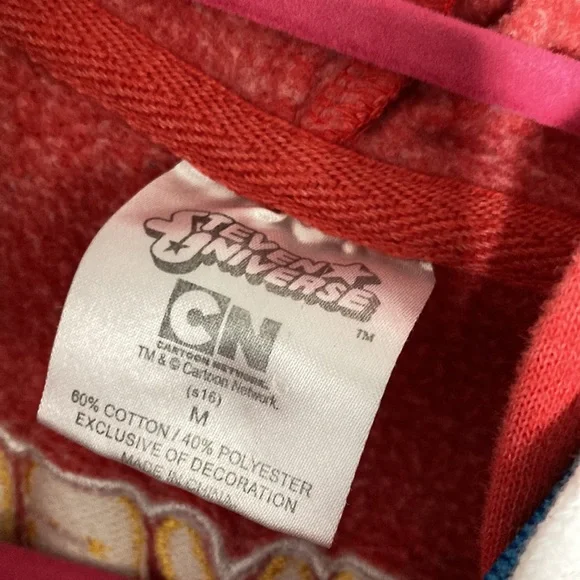 STEVEN
UNIVERSE
TM
CN
CARTOON NETWORK.
TM & © Cartoon Network.
(s16)
M
60% COTTON / 40% POLYESTER
EXCLUSIVE OF DECORATION
MADE IN CHINA